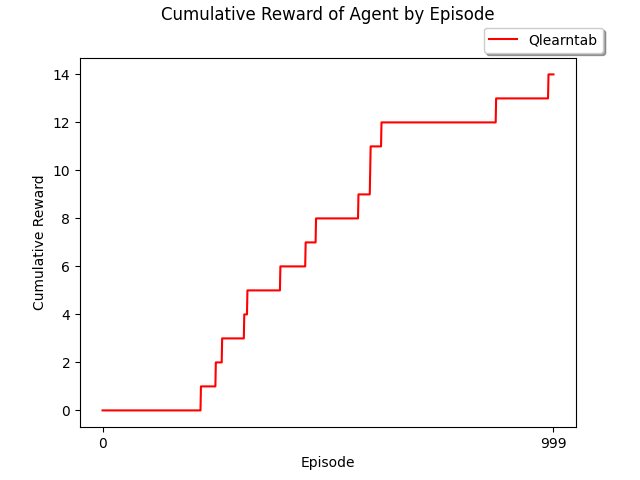 Cumulative Reward of Agent by Episode
Qlearntab
14
12
10
8
6
4
2
0
Cumulative Reward
0 999
Episode